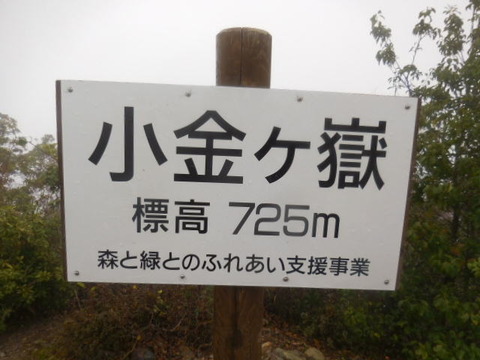 小金ヶ嶽
標高 725m
森と緑とのふれあい支援事業